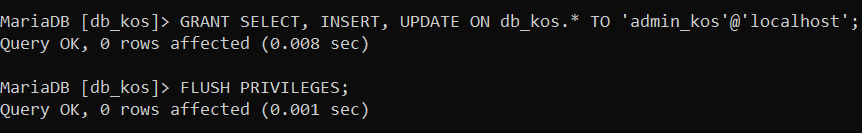 MariaDB [db_kos]> GRANT SELECT, INSERT, UPDATE ON db_kos.* TO 'admin_kos'@'localhost';
Query OK, 0 rows affected (0.008 sec)
MariaDB [db_kos]> FLUSH PRIVILEGES;
Query OK, 0 rows affected (0.001 sec)